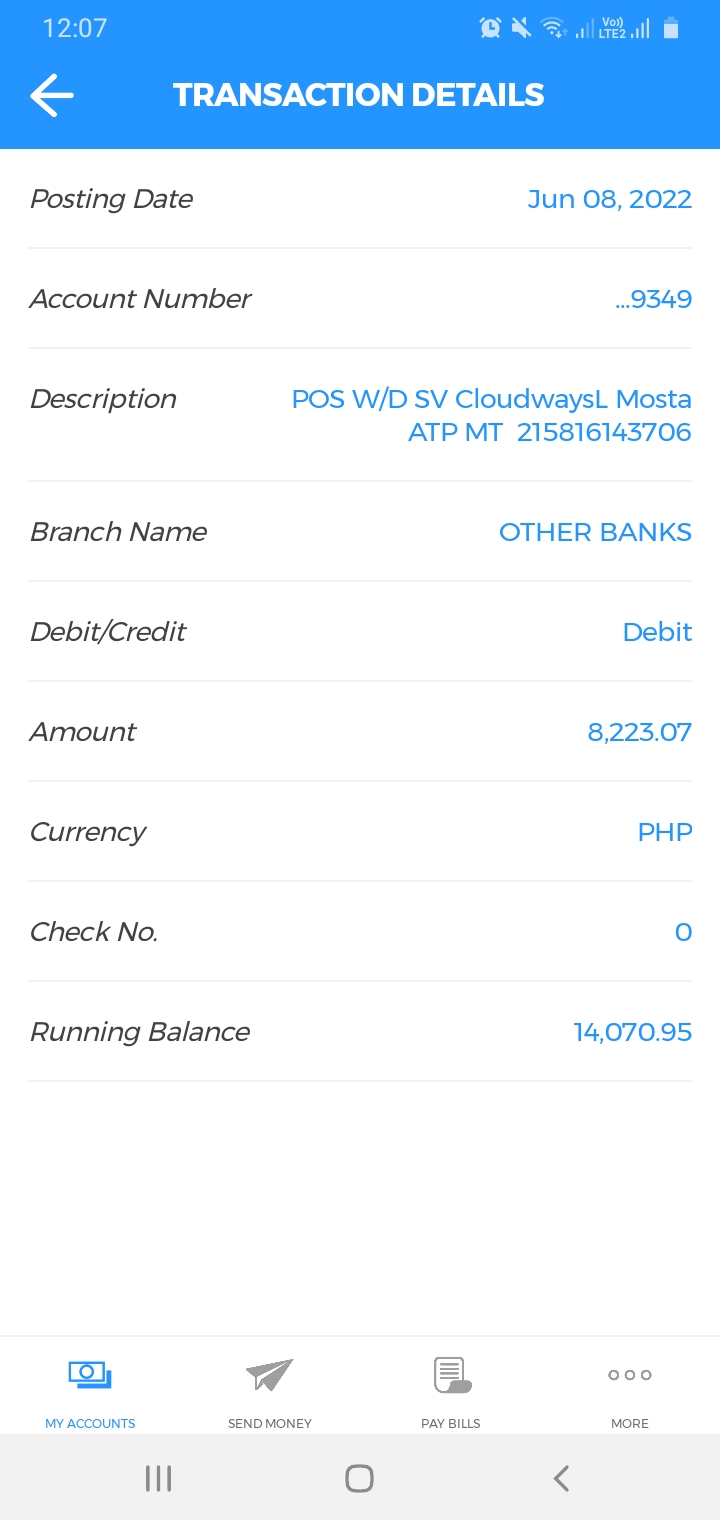 12:07
Vo))
LTE2
TRANSACTION DETAILS
Posting Date Jun 08, 2022
Account Number ...9349
Description POS W/D SV CloudwaysL Mosta
ATP MT  215816143706
Branch Name OTHER BANKS
Debit/Credit Debit
Amount 8,223.07
Currency PHP
Check No. 0
Running Balance 14,070.95
MY ACCOUNTS SEND MONEY PAY BILLS MORE